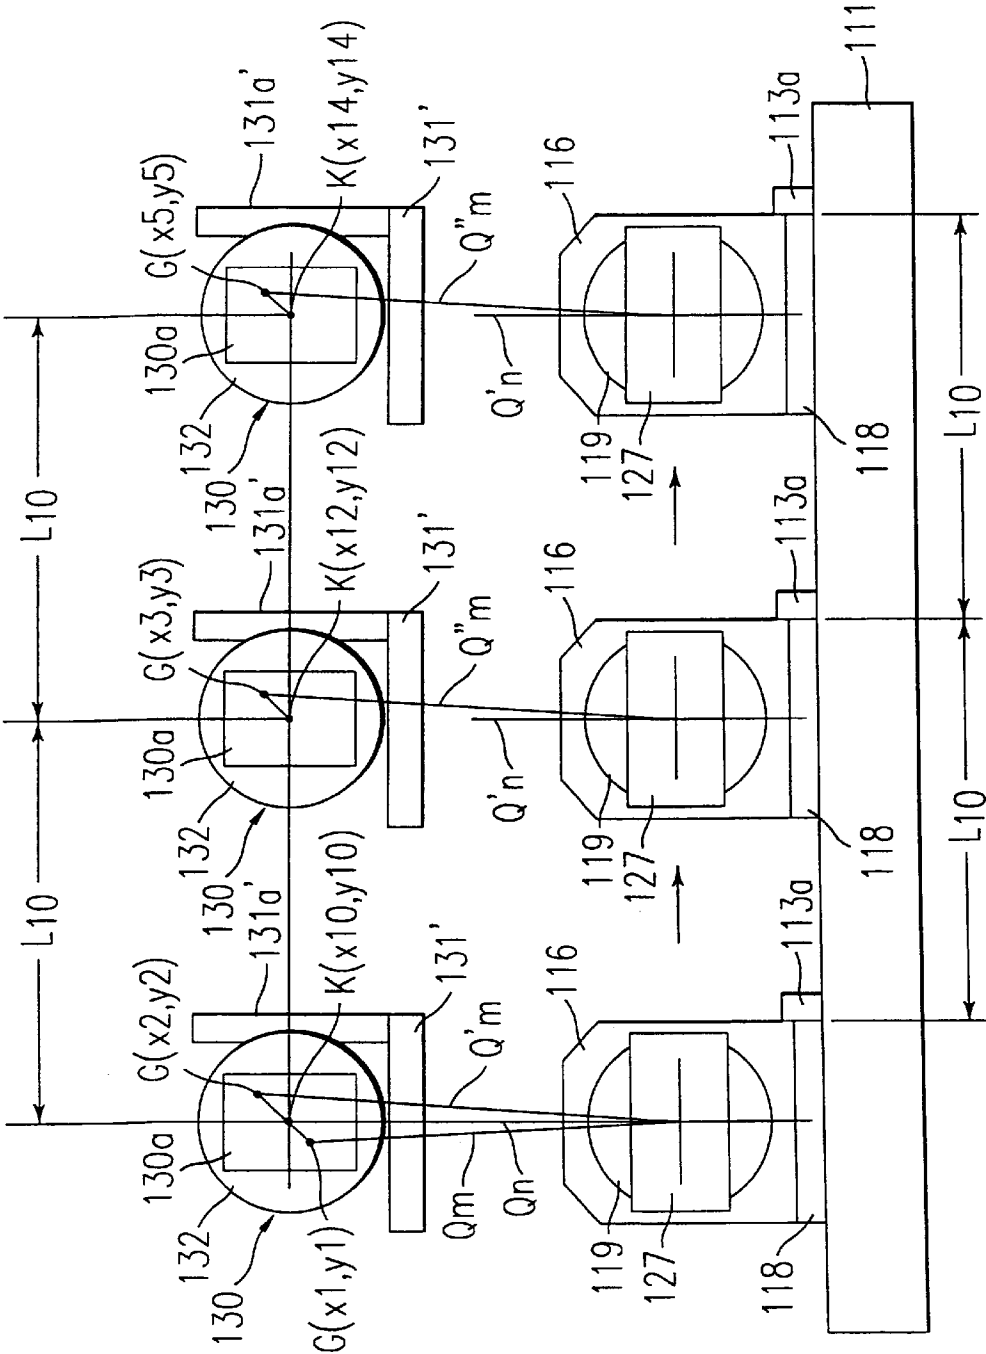 L10
L10
G(x2,y2)
130a
132
130
G(x1,y1)
131a'
K(x10,y10)
131'
Q'm
Qm
Qn
116
119
127
118
113a
G(x3,y3)
130a
132
130
131a'
K(x12,y12)
131'
Q"m
Q'n
116
119
127
118
113a
G(x5,y5)
130a
132
130
131a'
K(x14,y14)
131'
Q"m
Q'n
116
119
127
118
113a
111
L10
L10